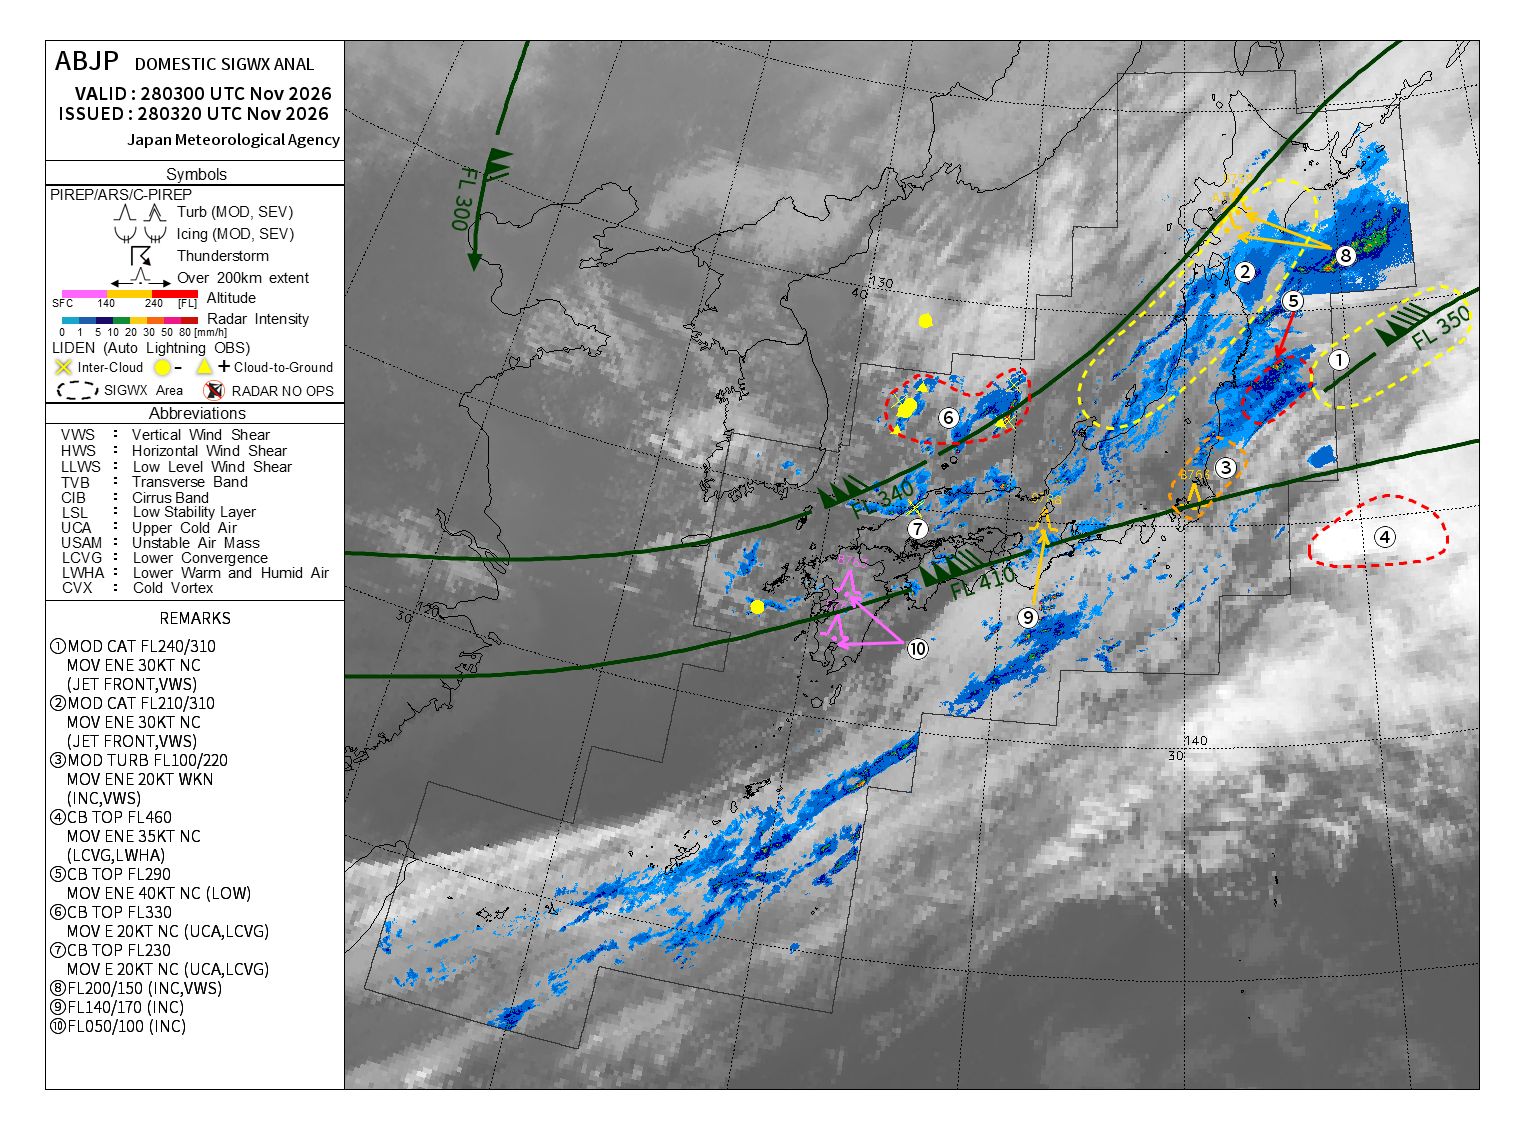 ABJP DOMESTIC SIGWX ANAL
VALID : 280300 UTC Nov 2026
ISSUED : 280320 UTC Nov 2026
Japan Meteorological Agency
Symbols
PIREP/ARS/C-PIREP
Turb (MOD, SEV)
Icing (MOD, SEV)
Thunderstorm
Over 200km extent
Altitude
SFC 140 240 [FL]
Radar Intensity
0 1 5 10 20 30 50 80 [mm/h]
LIDEN (Auto Lightning OBS)
Inter-Cloud - + Cloud-to-Ground
SIGWX Area RADAR NO OPS
Abbreviations
VWS : Vertical Wind Shear
HWS : Horizontal Wind Shear
LLWS : Low Level Wind Shear
TVB : Transverse Band
CIB : Cirrus Band
LSL : Low Stability Layer
UCA : Upper Cold Air
USAM : Unstable Air Mass
LCVG : Lower Convergence
LWHA : Lower Warm and Humid Air
CVX : Cold Vortex
REMARKS
①MOD CAT FL240/310
MOV ENE 30KT NC
(JET FRONT,VWS)
②MOD CAT FL210/310
MOV ENE 30KT NC
(JET FRONT,VWS)
③MOD TURB FL100/220
MOV ENE 20KT WKN
(INC,VWS)
④CB TOP FL460
MOV ENE 35KT NC
(LCVG,LWHA)
⑤CB TOP FL290
MOV ENE 40KT NC (LOW)
⑥CB TOP FL330
MOV E 20KT NC (UCA,LCVG)
⑦CB TOP FL230
MOV E 20KT NC (UCA,LCVG)
⑧FL200/150 (INC,VWS)
⑨FL140/170 (INC)
⑩FL050/100 (INC)
FL 300
130
40
②
⑧
⑤
FL 350
①
⑥
③
FL 340
⑦
④
FL 410
⑨
30 120
⑩
140
30